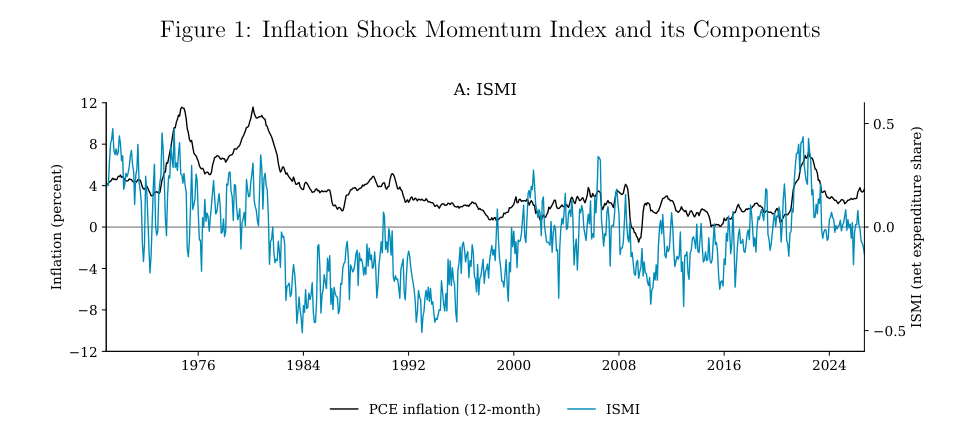 Figure 1: Inflation Shock Momentum Index and its Components
A: ISMI
12
8
4
0
−4
−8
−12
Inflation (percent)
0.5
0.0
−0.5
ISMI (net expenditure share)
1976
1984
1992
2000
2008
2016
2024
PCE inflation (12-month)
ISMI